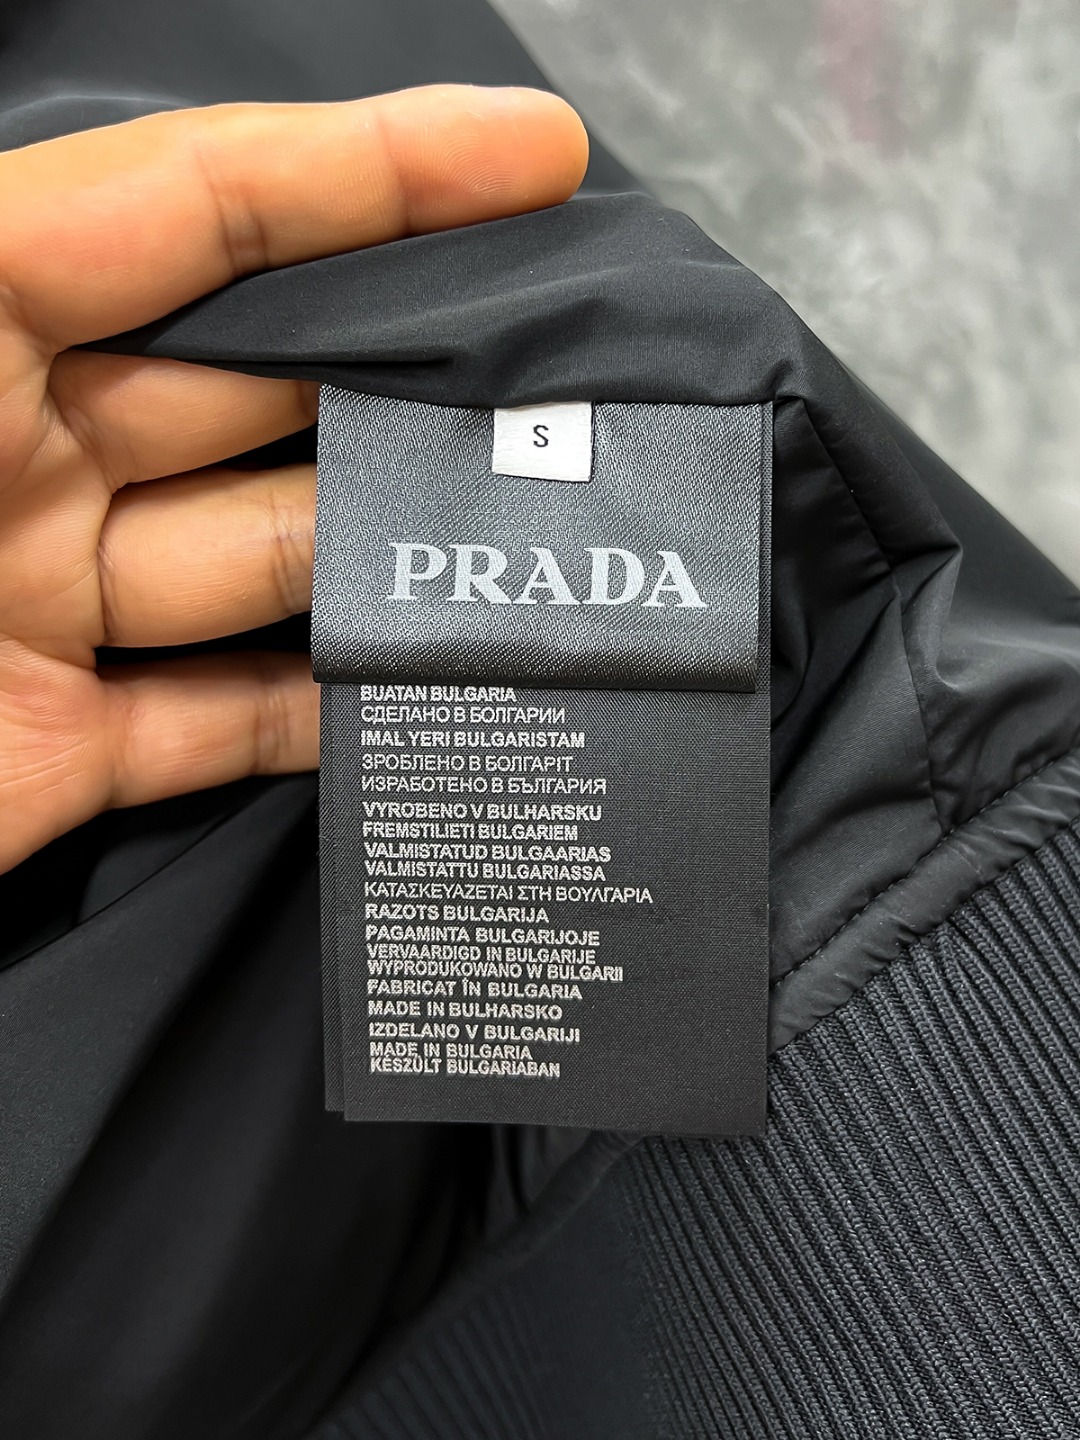 S
PRADA
BUATAN BULGARIA
СДЕЛАНО В БОЛГАРИИ
IMAL YERI BULGARISTAM
ЗРОБЛЕНО В БОЛГАРІТ
ИЗРАБОТЕНО В БЪЛГАРИЯ
VYROBENO V BULHARSKU
FREMSTILIETI BULGARIEM
VALMISTATUD BULGAARIAS
VALMISTATTU BULGARIASSA
ΚΑΤΑΣΚΕΥΑΖΕΤΑΙ ΣΤΗ ΒΟΥΛΓΑΡΙΑ
RAZOTS BULGARIJA
PAGAMINTA BULGARIJOJE
VERVAARDIGD IN BULGARIJE
WYPRODUKOWANO W BULGARII
FABRICAT ÎN BULGARIA
MADE IN BULHARSKO
IZDELANO V BULGARIJI
MADE IN BULGARIA
KÉSZÜLT BULGARIABAN